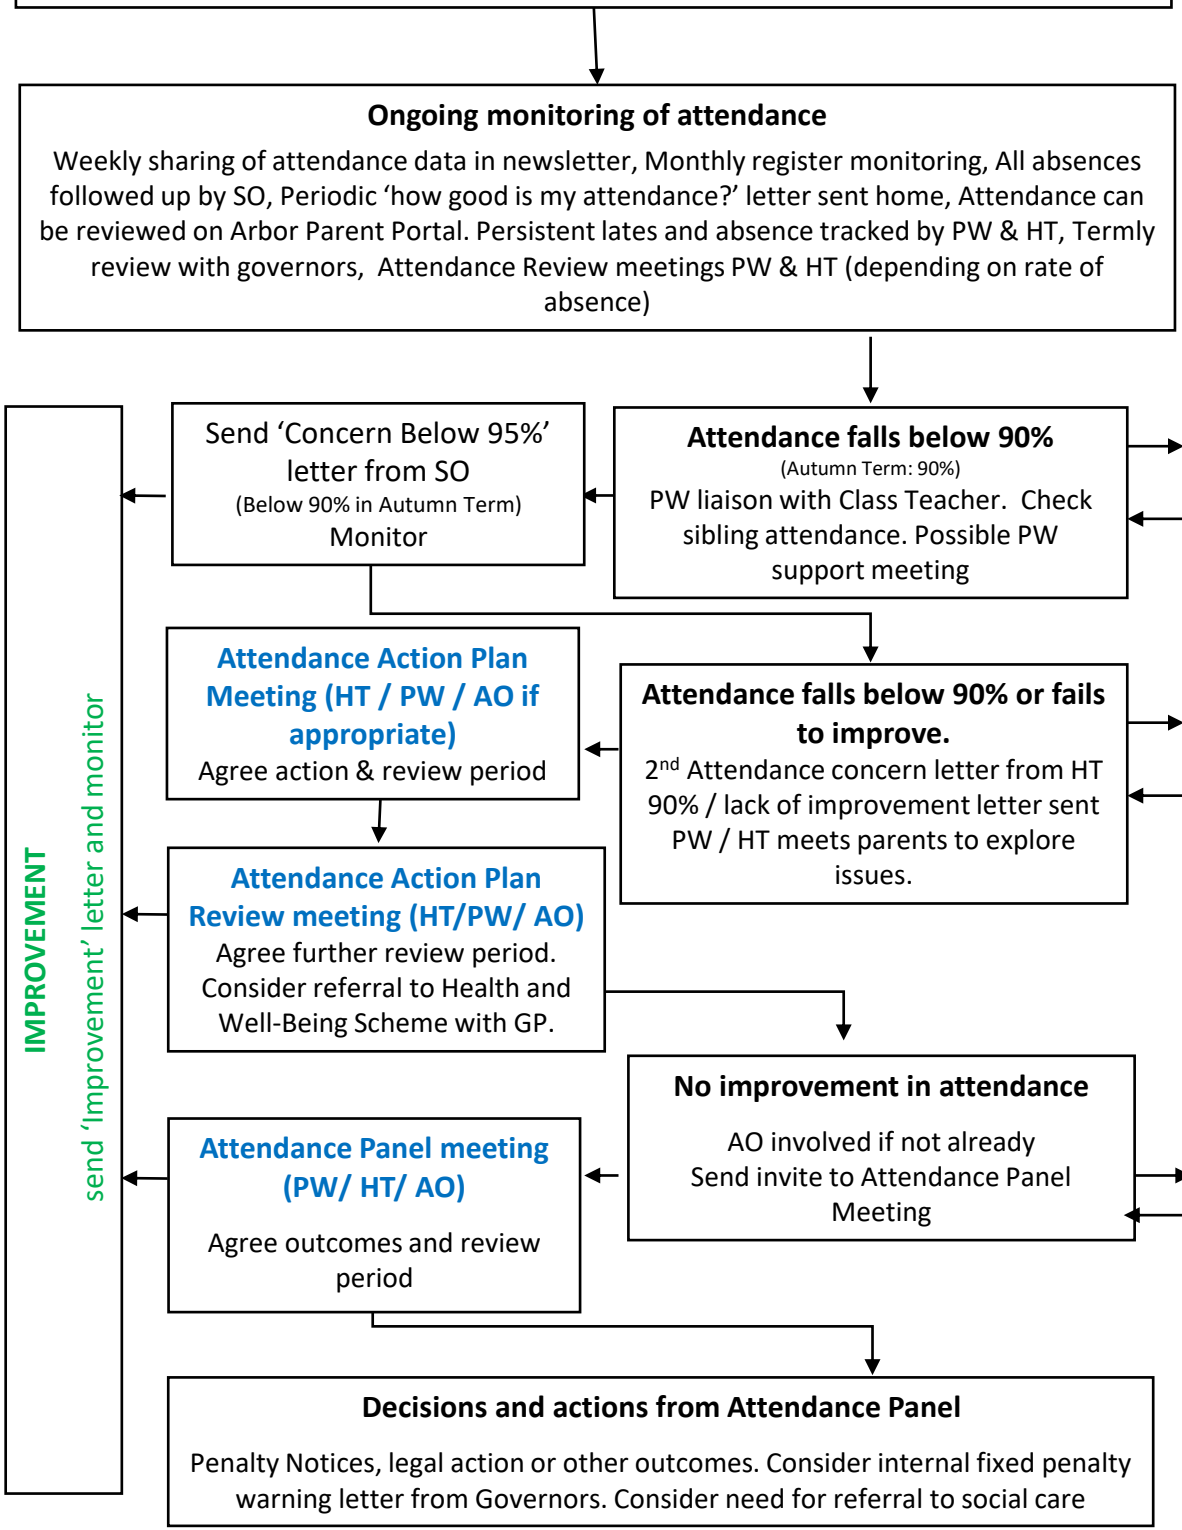 Ongoing monitoring of attendance
Weekly sharing of attendance data in newsletter, Monthly register monitoring, All absences
followed up by SO, Periodic ‘how good is my attendance?’ letter sent home, Attendance can
be reviewed on Arbor Parent Portal. Persistent lates and absence tracked by PW & HT, Termly
review with governors,  Attendance Review meetings PW & HT (depending on rate of
absence)
Send ‘Concern Below 95%’
letter from SO
(Below 90% in Autumn Term)
Monitor
Attendance falls below 90%
(Autumn Term: 90%)
PW liaison with Class Teacher.  Check
sibling attendance. Possible PW
support meeting
Attendance Action Plan
Meeting (HT / PW / AO if
appropriate)
Agree action & review period
Attendance falls below 90% or fails
to improve.
2nd Attendance concern letter from HT
90% / lack of improvement letter sent
PW / HT meets parents to explore
issues.
Attendance Action Plan
Review meeting (HT/PW/ AO)
Agree further review period.
Consider referral to Health and
Well-Being Scheme with GP.
No improvement in attendance
AO involved if not already
Send invite to Attendance Panel
Meeting
Attendance Panel meeting
(PW/ HT/ AO)
Agree outcomes and review
period
IMPROVEMENT
send ‘Improvement’ letter and monitor
Decisions and actions from Attendance Panel
Penalty Notices, legal action or other outcomes. Consider internal fixed penalty
warning letter from Governors. Consider need for referral to social care